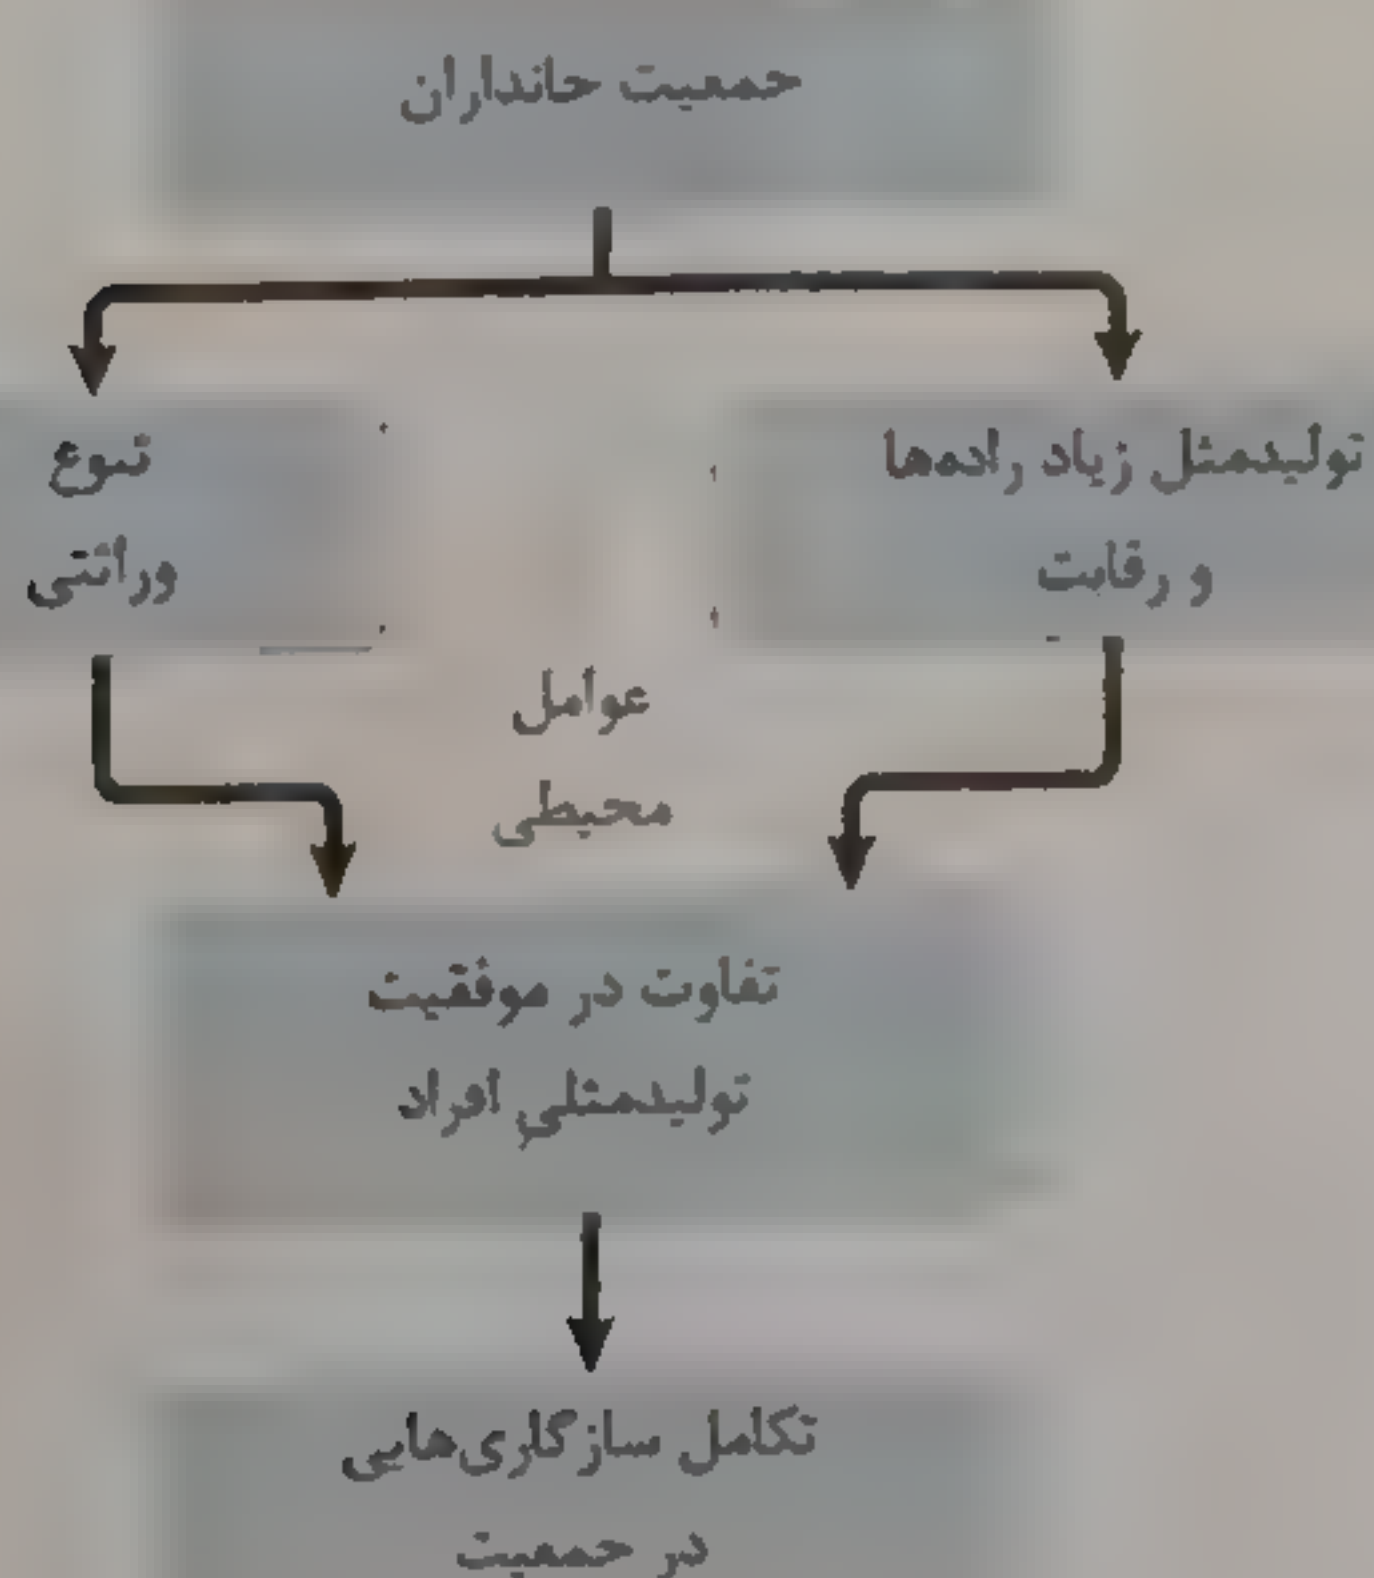 جمعیت جانداران
تولیدمثل زیاد زاده‌ها
و رقابت
تنوع
وراثتی
عوامل
محیطی
تفاوت در موفقیت
تولیدمثلیِ افراد
تکامل سازگاری‌هایی
در جمعیت